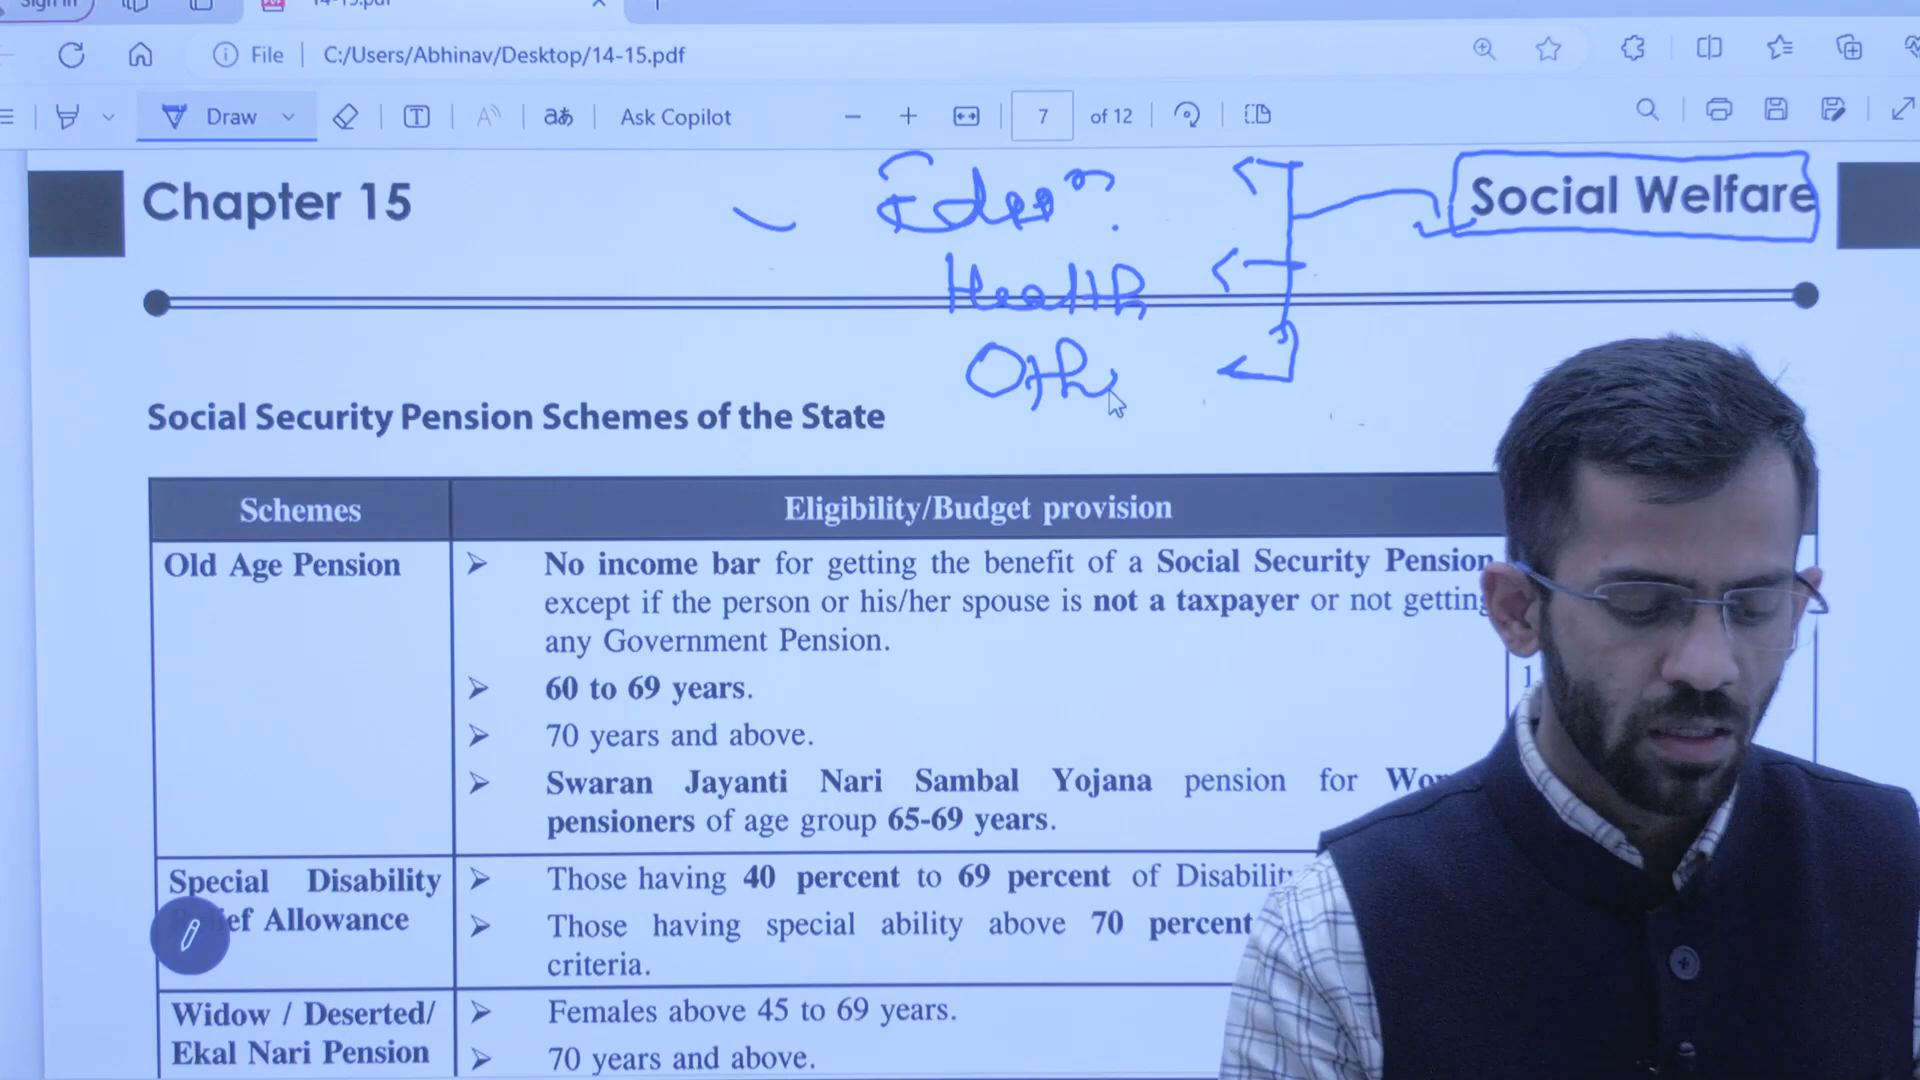 Sign in
14-15.pdf
File C:/Users/Abhinav/Desktop/14-15.pdf
Draw Ask Copilot 7 of 12
Chapter 15
Social Welfare
Health
Oth
Social Security Pension Schemes of the State
Schemes Eligibility/Budget provision
Old Age Pension
No income bar for getting the benefit of a Social Security Pension
except if the person or his/her spouse is not a taxpayer or not getting
any Government Pension.
60 to 69 years.
70 years and above.
Swaran Jayanti Nari Sambal Yojana pension for
pensioners of age group 65-69 years.
Special Disability
Allowance
Those having 40 percent to 69 percent of
Those having special ability above 70 percent
criteria.
Widow / Deserted/
Ekal Nari Pension
Females above 45 to 69 years.
70 years and above.